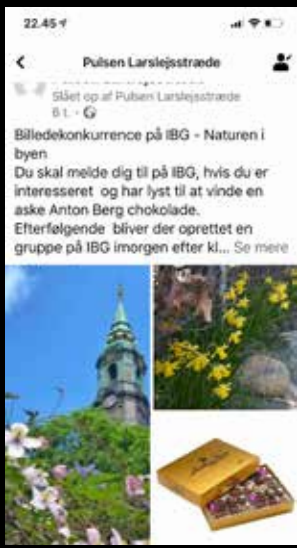 22.45
Pulsen Larslejsstræde
Slået op af Pulsen Larslejsstræde
6 t. ·
Billedekonkurrence på IBG - Naturen i
byen
Du skal melde dig til på IBG, hvis du er
interesseret og har lyst til at vinde en
aske Anton Berg chokolade.
Efterfølgende bliver der oprettet en
gruppe på IBG imorgen efter kl... Se mere